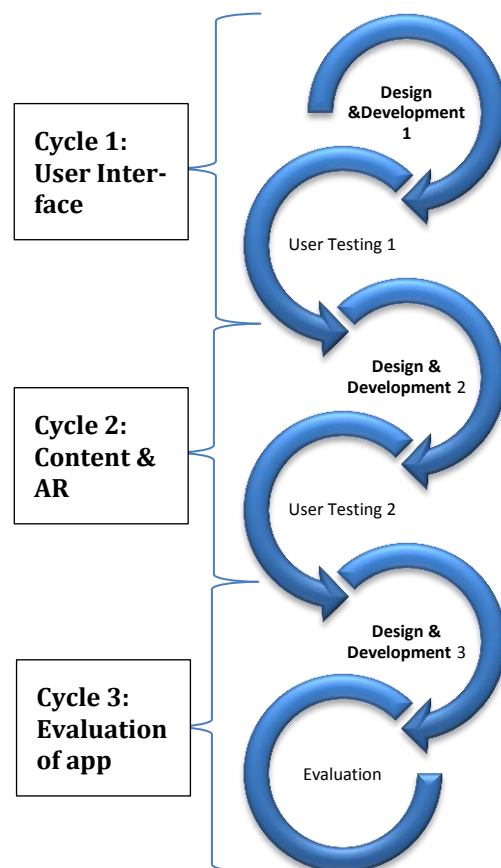 Cycle 1:
User Inter-
face
Design
&Development
1
User Testing 1
Cycle 2:
Content &
AR
Design &
Development 2
User Testing 2
Cycle 3:
Evaluation
of app
Design &
Development 3
Evaluation